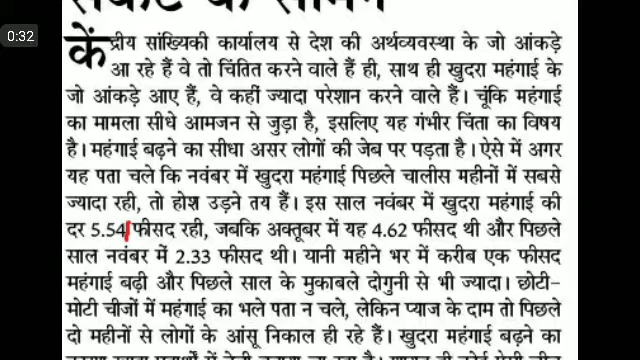 0:32
केंद्रीय सांख्यिकी कार्यालय से देश की अर्थव्यवस्था के जो आंकड़े
आ रहे हैं वे तो चिंतित करने वाले हैं ही, साथ ही खुदरा महंगाई के
जो आंकड़े आए हैं, वे कहीं ज्यादा परेशान करने वाले हैं। चूंकि महंगाई
का मामला सीधे आमजन से जुड़ा है, इसलिए यह गंभीर चिंता का विषय
है। महंगाई बढ़ने का सीधा असर लोगों की जेब पर पड़ता है। ऐसे में अगर
यह पता चले कि नवंबर में खुदरा महंगाई पिछले चालीस महीनों में सबसे
ज्यादा रही, तो होश उड़ने तय हैं। इस साल नवंबर में खुदरा महंगाई की
दर 5.54 फीसद रही, जबकि अक्तूबर में यह 4.62 फीसद थी और पिछले
साल नवंबर में 2.33 फीसद थी। यानी महीने भर में करीब एक फीसद
महंगाई बढ़ी और पिछले साल के मुकाबले दोगुनी से भी ज्यादा। छोटी-
मोटी चीजों में महंगाई का भले पता न चले, लेकिन प्याज के दाम तो पिछले
दो महीनों से लोगों के आंसू निकाल ही रहे हैं। खुदरा महंगाई बढ़ने का